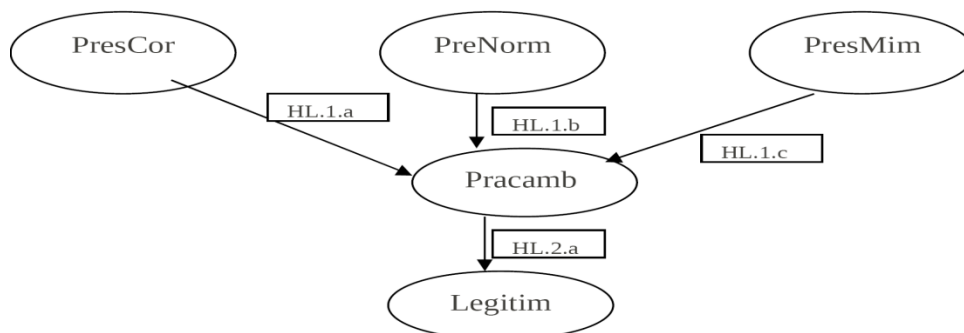 PresCor
PreNorm
PresMim
HL.1.a
HL.1.b
HL.1.c
Pracamb
HL.2.a
Legitim